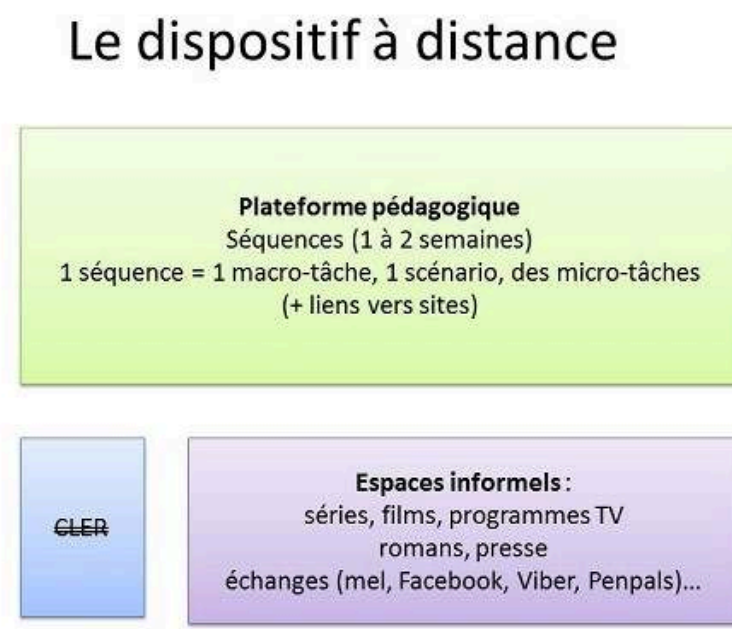 Le dispositif à distance
Plateforme pédagogique
Séquences (1 à 2 semaines)
1 séquence = 1 macro-tâche, 1 scénario, des micro-tâches
(+ liens vers sites)
CLER
Espaces informels :
séries, films, programmes TV
romans, presse
échanges (mel, Facebook, Viber, Penpals)...